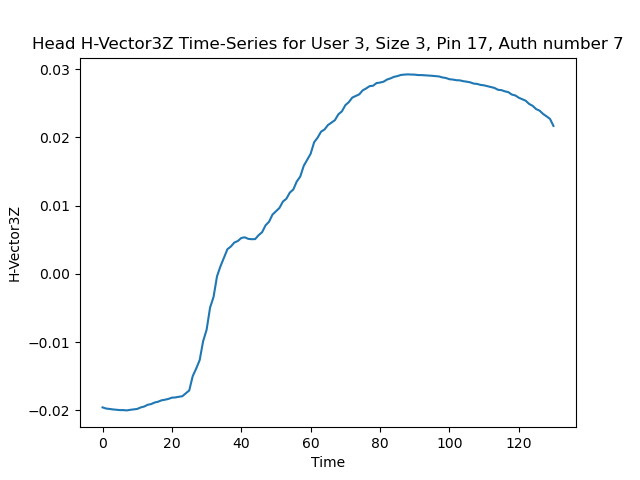 Head H-Vector3Z Time-Series for User 3, Size 3, Pin 17, Auth number 7
0.03
0.02
0.01
0.00
−0.01
−0.02
H-Vector3Z
0 20 40 60 80 100 120
Time